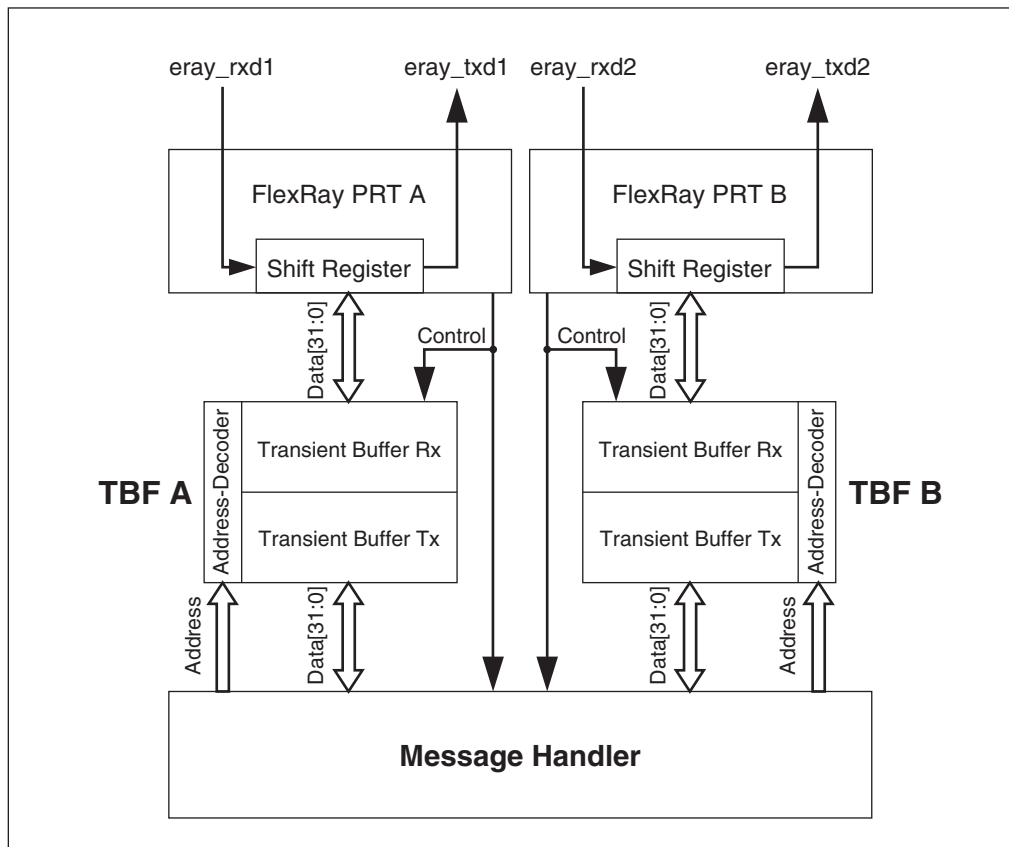 eray_rxd1
eray_txd1
eray_rxd2
eray_txd2
FlexRay PRT A
FlexRay PRT B
Shift Register
Shift Register
Data[31:0]
Control
Control
Data[31:0]
TBF A
Address-Decoder
Transient Buffer Rx
Transient Buffer Tx
Transient Buffer Rx
Transient Buffer Tx
Address-Decoder
TBF B
Address
Data[31:0]
Data[31:0]
Address
Message Handler